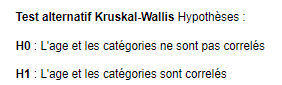 Test alternatif Kruskal-Wallis Hypothèses :
H0 : L'age et les catégories ne sont pas correlés
H1 : L'age et les catégories sont corrélés